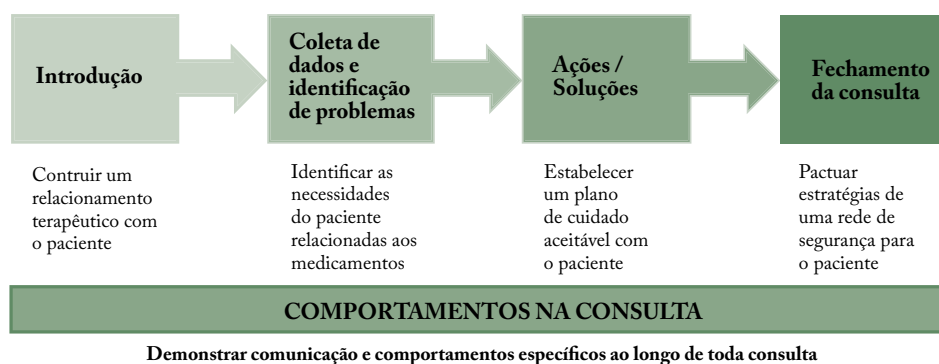 Introdução
Coleta de
dados e
identificação
de problemas
Ações /
Soluções
Fechamento
da consulta
Contruir um
relacionamento
terapêutico com
o paciente
Identificar as
necessidades
do paciente
relacionadas aos
medicamentos
Estabelecer
um plano
de cuidado
aceitável com
o paciente
Pactuar
estratégias de
uma rede de
segurança para
o paciente
COMPORTAMENTOS NA CONSULTA
Demonstrar comunicação e comportamentos específicos ao longo de toda consulta